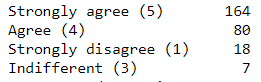 Strongly agree (5) 164
Agree (4) 80
Strongly disagree (1) 18
Indifferent (3) 7